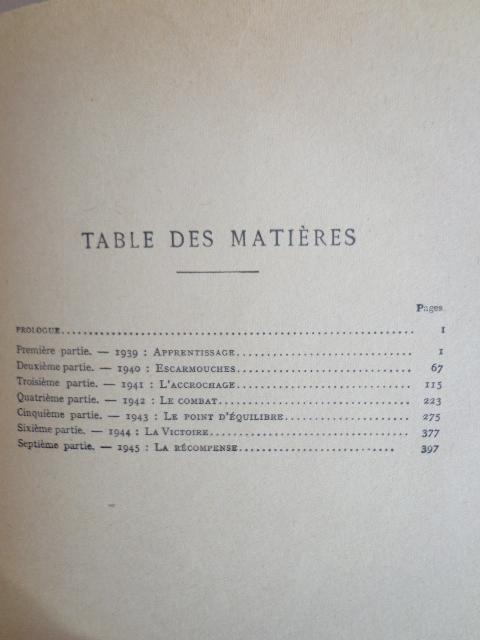 TABLE DES MATIÈRES
Pages
PROLOGUE........ 1
Première partie. — 1939 : APPRENTISSAGE........ 1
Deuxième partie. — 1940 : ESCARMOUCHES........ 67
Troisième partie. — 1941 : L'ACCROCHAGE........ 115
Quatrième partie. — 1942 : LE COMBAT........ 223
Cinquième partie. — 1943 : LE POINT D'ÉQUILIBRE........ 275
Sixième partie. — 1944 : LA VICTOIRE........ 377
Septième partie. — 1945 : LA RÉCOMPENSE........ 397